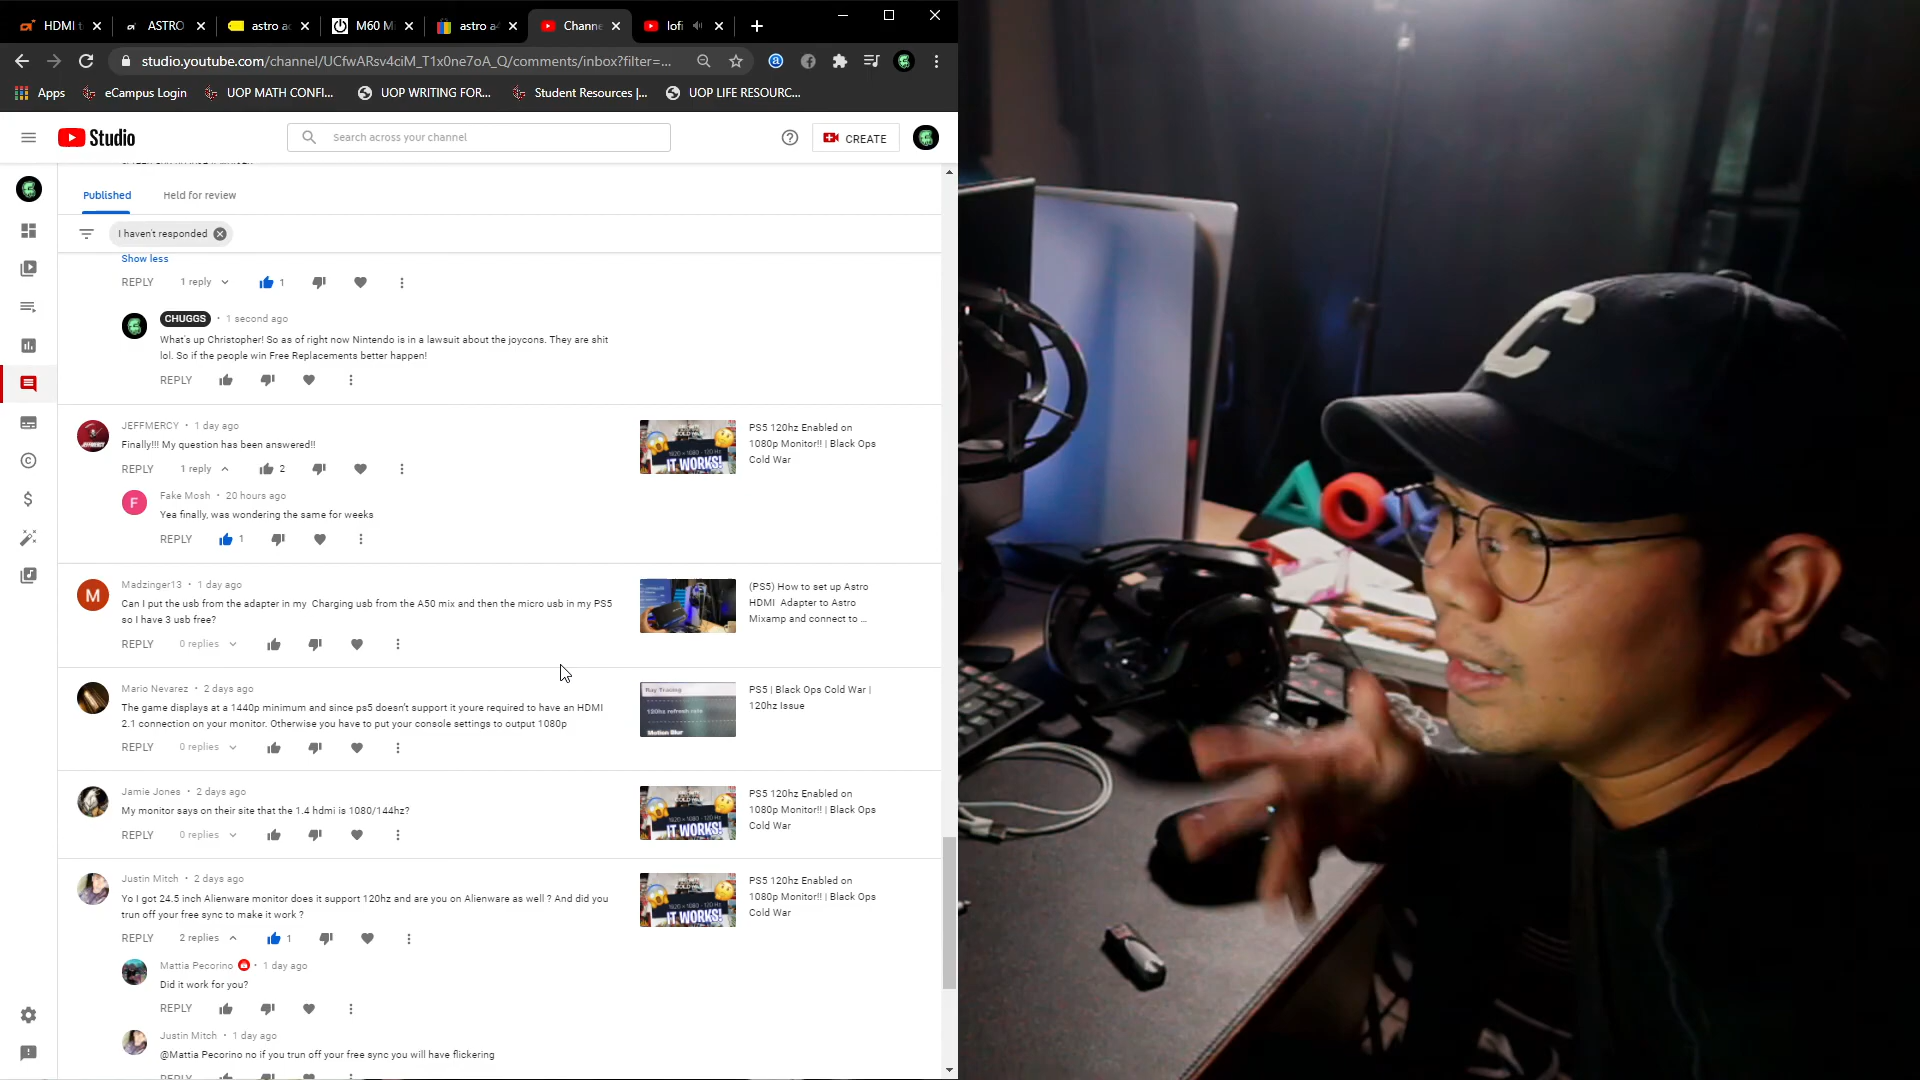 HDMI t
ASTRO
astro ac
M60 Mi
astro a4
Channe
lofi
studio.youtube.com/channel/UCfwARsv4ciM_T1x0ne7oA_Q/comments/inbox?filter=...
Apps
eCampus Login
UOP MATH CONFI...
UOP WRITING FOR...
Student Resources |...
UOP LIFE RESOURC...
Studio
Search across your channel
CREATE
Published
Held for review
I haven't responded
Show less
REPLY 1 reply 1
CHUGGS • 1 second ago
What's up Christopher! So as of right now Nintendo is in a lawsuit about the joycons. They are shit
lol. So if the people win Free Replacements better happen!
REPLY
JEFFMERCY • 1 day ago
Finally!!! My question has been answered!!
REPLY 1 reply 2
IT WORKS!
PS5 120hz Enabled on
1080p Monitor!! | Black Ops
Cold War
Fake Mosh • 20 hours ago
Yea finally, was wondering the same for weeks
REPLY 1
Madzinger13 • 1 day ago
Can I put the usb from the adapter in my Charging usb from the A50 mix and then the micro usb in my PS5
so I have 3 usb free?
REPLY 0 replies
(PS5) How to set up Astro
HDMI Adapter to Astro
Mixamp and connect to ...
Mario Nevarez • 2 days ago
The game displays at a 1440p minimum and since ps5 doesn't support it youre required to have an HDMI
2.1 connection on your monitor. Otherwise you have to put your console settings to output 1080p
REPLY 0 replies
Ray Tracing
120hz refresh rate
Motion Blur
PS5 | Black Ops Cold War |
120hz Issue
Jamie Jones • 2 days ago
My monitor says on their site that the 1.4 hdmi is 1080/144hz?
REPLY 0 replies
IT WORKS!
PS5 120hz Enabled on
1080p Monitor!! | Black Ops
Cold War
Justin Mitch • 2 days ago
Yo I got 24.5 inch Alienware monitor does it support 120hz and are you on Alienware as well ? And did you
trun off your free sync to make it work ?
REPLY 2 replies 1
IT WORKS!
PS5 120hz Enabled on
1080p Monitor!! | Black Ops
Cold War
Mattia Pecorino • 1 day ago
Did it work for you?
REPLY
Justin Mitch • 1 day ago
@Mattia Pecorino no if you trun off your free sync you will have flickering
REPLY
C